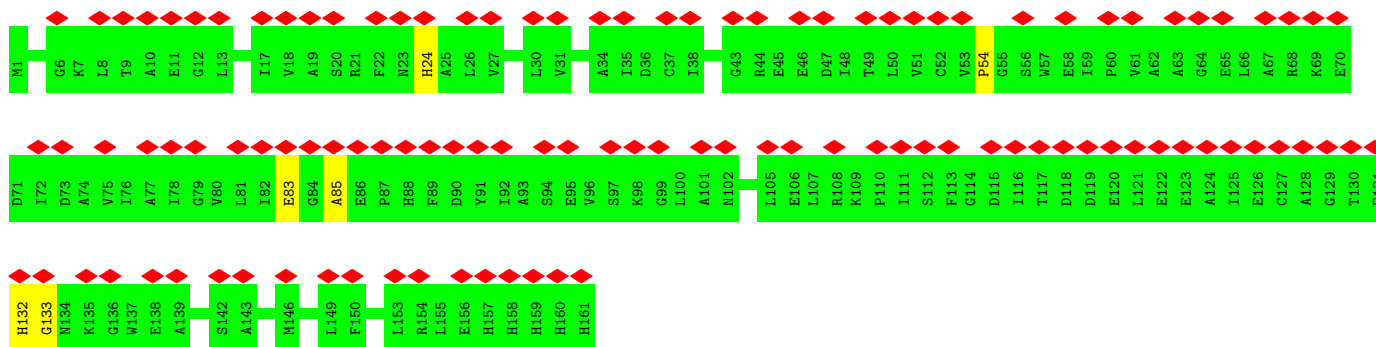 M1 G6 K7 L8 T9 A10 E11 G12 L13 I17 V18 A19 S20 R21 F22 N23 H24 A25 L26 V27 L30 V31 A34 I35 D36 C37 I38 G43 R44 E45 E46 D47 I48 T49 L50 V51 C52 V53 P54 G55 S56 W57 E58 I59 P60 V61 A62 A63 G64 E65 L66 A67 R68 K69 E70
D71 I72 D73 A74 V75 I76 A77 I78 G79 V80 L81 I82 E83 G84 A85 E86 P87 H88 F89 D90 Y91 I92 A93 S94 E95 V96 S97 K98 G99 L100 A101 N102 L105 E106 L107 R108 K109 P110 I111 S112 F113 G114 D115 I116 T117 D118 D119 E120 L121 E122 E123 A124 I125 E126 C127 A128 G129 T130
H132 G133 N134 K135 G136 W137 E138 A139 S142 A143 M146 L149 F150 L153 R154 L155 E156 H157 H158 H159 H160 H161